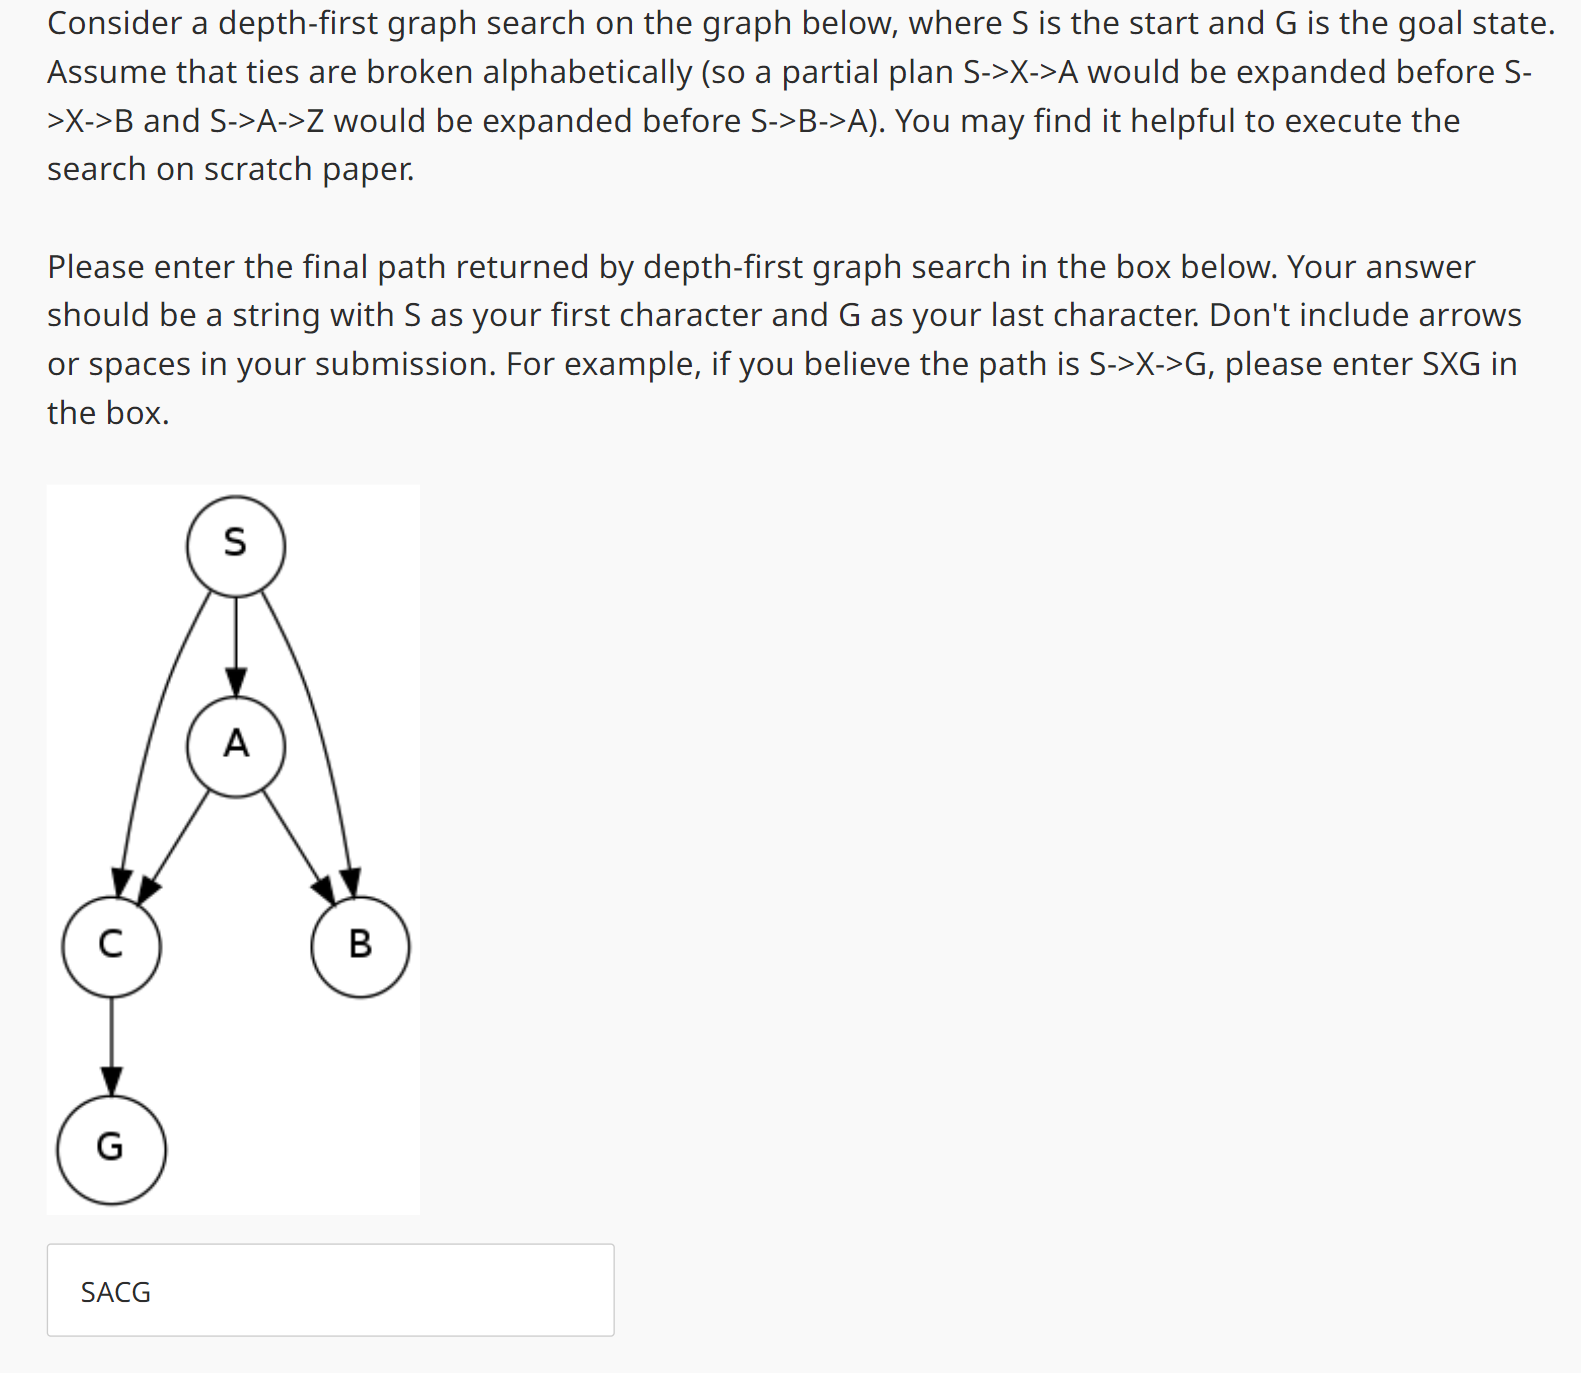 Consider a depth-first graph search on the graph below, where S is the start and G is the goal state.
Assume that ties are broken alphabetically (so a partial plan S->X->A would be expanded before S-
>X->B and S->A->Z would be expanded before S->B->A). You may find it helpful to execute the
search on scratch paper.
Please enter the final path returned by depth-first graph search in the box below. Your answer
should be a string with S as your first character and G as your last character. Don't include arrows
or spaces in your submission. For example, if you believe the path is S->X->G, please enter SXG in
the box.
S
A
C B
G
SACG